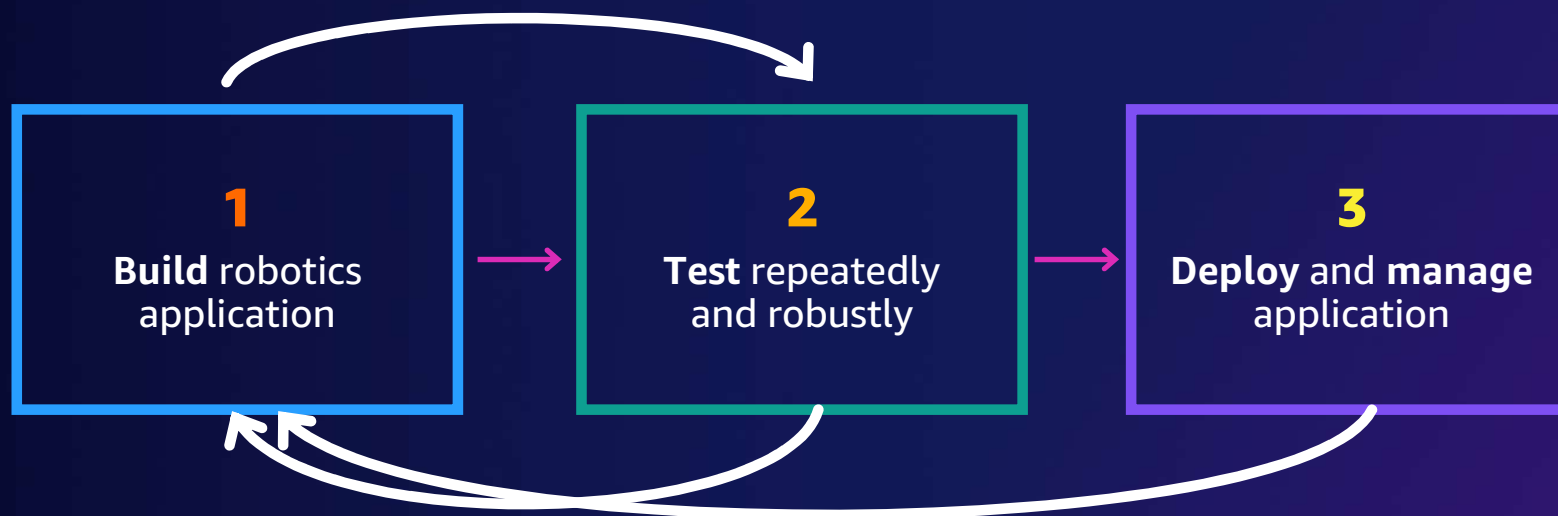 1
Build robotics
application
2
Test repeatedly
and robustly
3
Deploy and manage
application